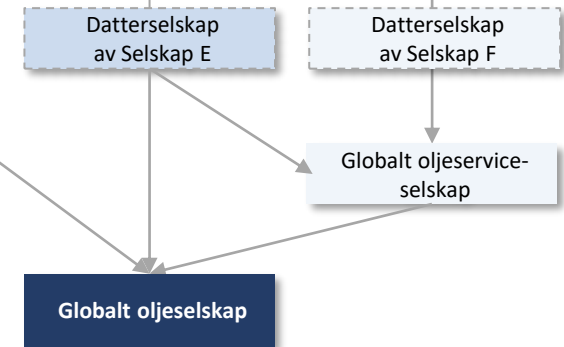 Datterselskap
av Selskap E
Datterselskap
av Selskap F
Globalt oljeservice-
selskap
Globalt oljeselskap